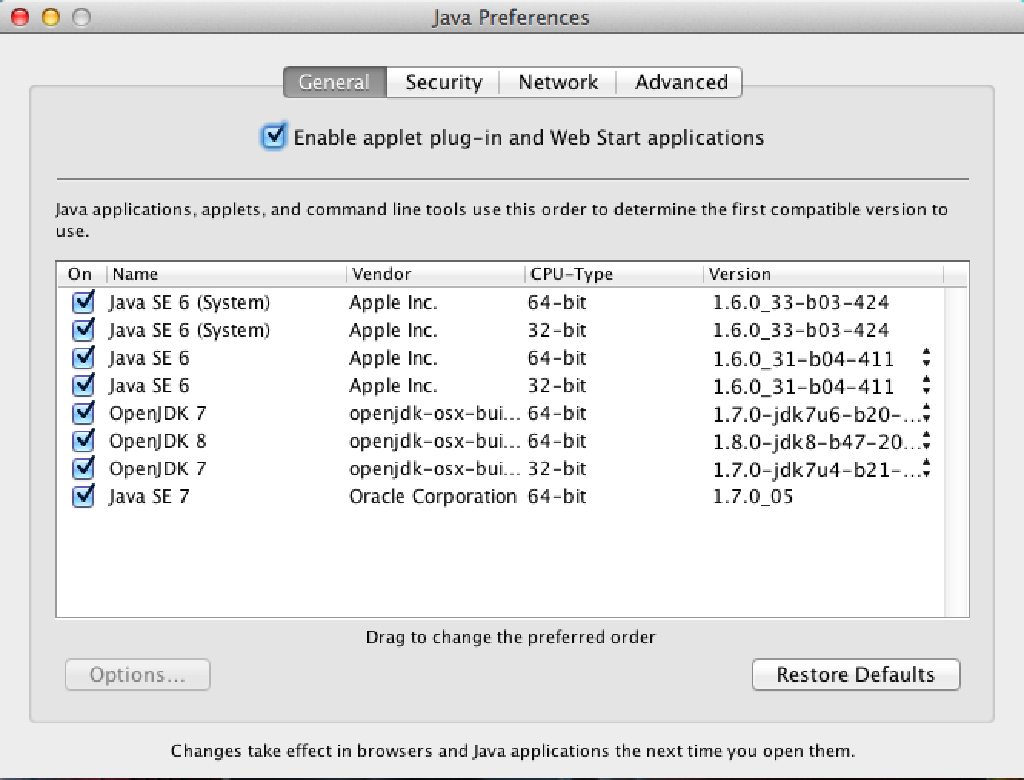 Java Preferences
General Security Network Advanced
Enable applet plug-in and Web Start applications
Java applications, applets, and command line tools use this order to determine the first compatible version to
use.
On Name Vendor CPU-Type Version
Java SE 6 (System) Apple Inc. 64-bit 1.6.0_33-b03-424
Java SE 6 (System) Apple Inc. 32-bit 1.6.0_33-b03-424
Java SE 6 Apple Inc. 64-bit 1.6.0_31-b04-411
Java SE 6 Apple Inc. 32-bit 1.6.0_31-b04-411
OpenJDK 7 openjdk-osx-bui... 64-bit 1.7.0-jdk7u6-b20-...
OpenJDK 8 openjdk-osx-bui... 64-bit 1.8.0-jdk8-b47-20...
OpenJDK 7 openjdk-osx-bui... 32-bit 1.7.0-jdk7u4-b21-...
Java SE 7 Oracle Corporation 64-bit 1.7.0_05
Drag to change the preferred order
Options... Restore Defaults
Changes take effect in browsers and Java applications the next time you open them.